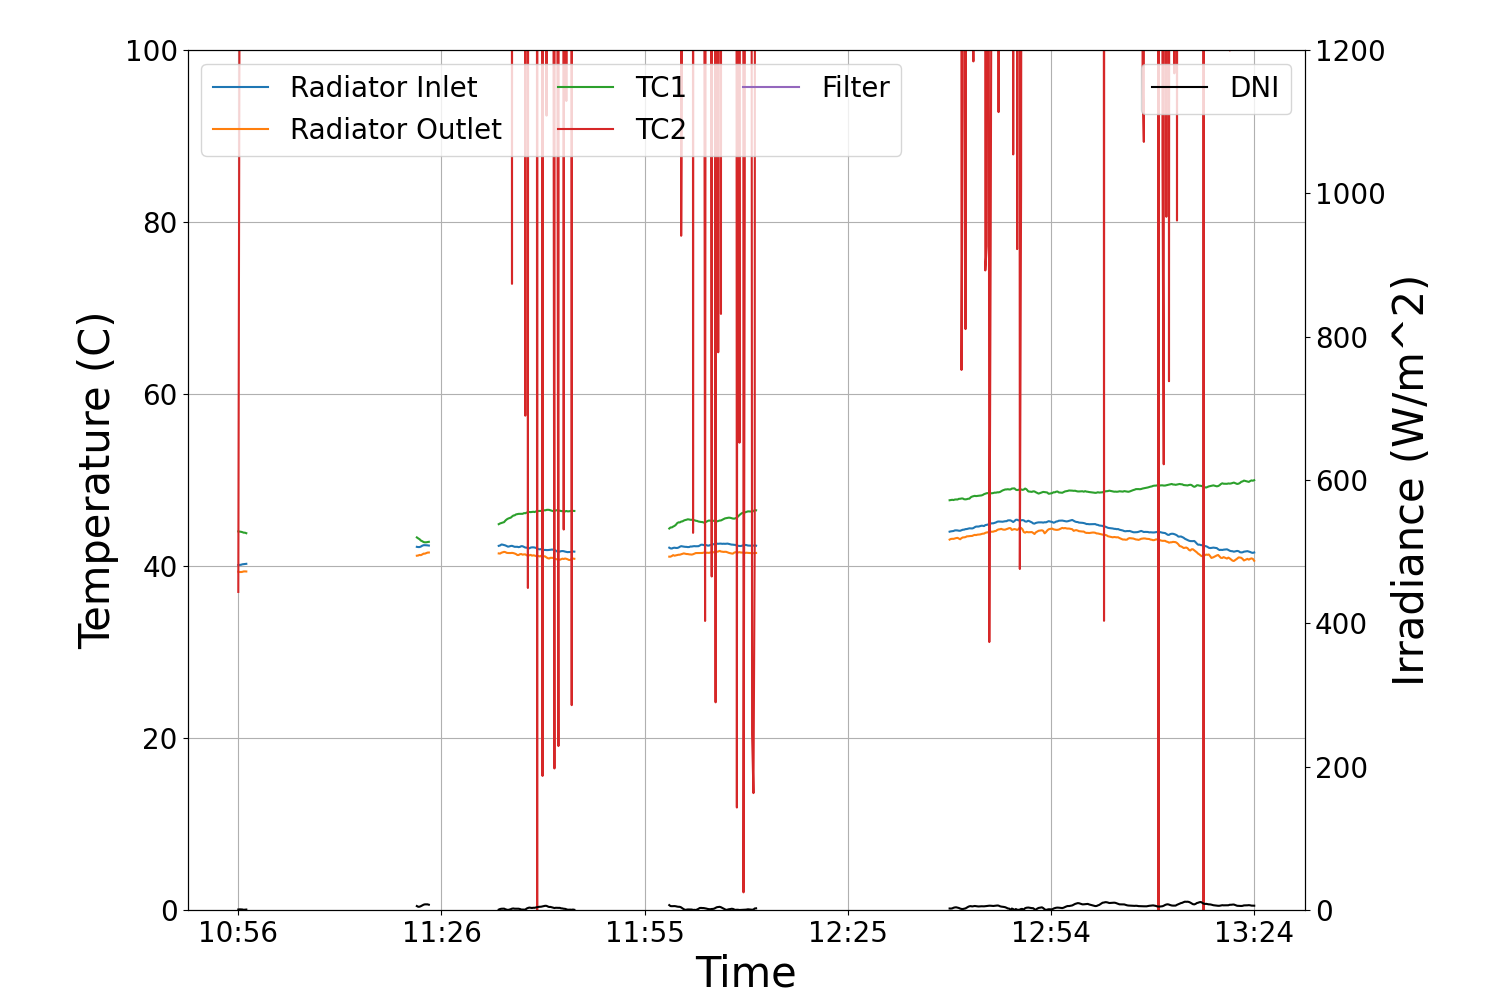 100
80
60
40
20
0
Temperature (C)
Radiator Inlet
Radiator Outlet
TC1
TC2
Filter
DNI
1200
1000
800
600
400
200
0
Irradiance (W/m^2)
10:56
11:26
11:55
12:25
12:54
13:24
Time